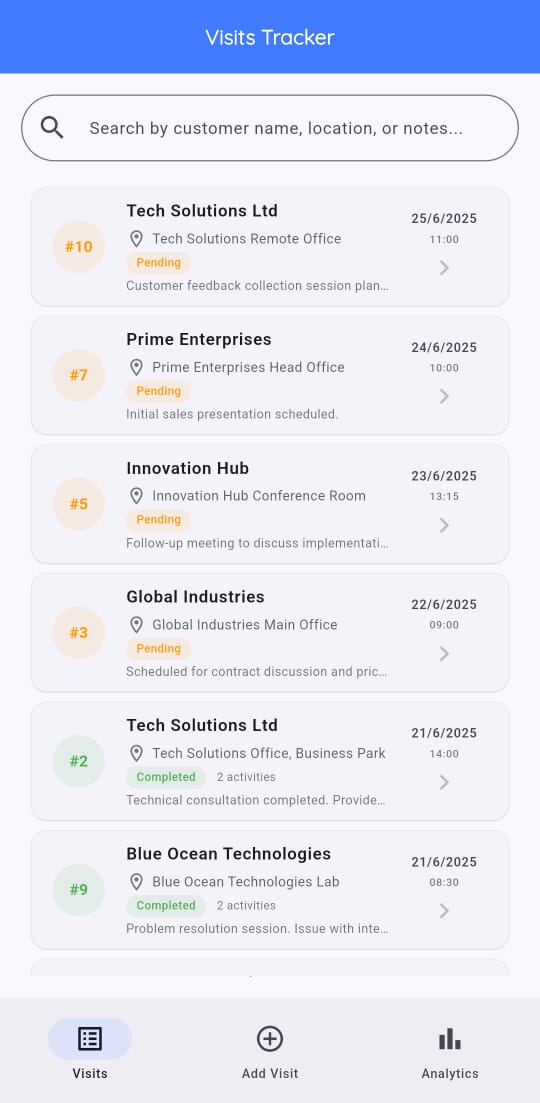 Visits Tracker
Search by customer name, location, or notes...
#10
Tech Solutions Ltd
Tech Solutions Remote Office
Pending
Customer feedback collection session plan…
25/6/2025
11:00
#7
Prime Enterprises
Prime Enterprises Head Office
Pending
Initial sales presentation scheduled.
24/6/2025
10:00
#5
Innovation Hub
Innovation Hub Conference Room
Pending
Follow-up meeting to discuss implementati…
23/6/2025
13:15
#3
Global Industries
Global Industries Main Office
Pending
Scheduled for contract discussion and pric…
22/6/2025
09:00
#2
Tech Solutions Ltd
Tech Solutions Office, Business Park
Completed 2 activities
Technical consultation completed. Provide…
21/6/2025
14:00
#9
Blue Ocean Technologies
Blue Ocean Technologies Lab
Completed 2 activities
Problem resolution session. Issue with inte…
21/6/2025
08:30
Visits
Add Visit
Analytics